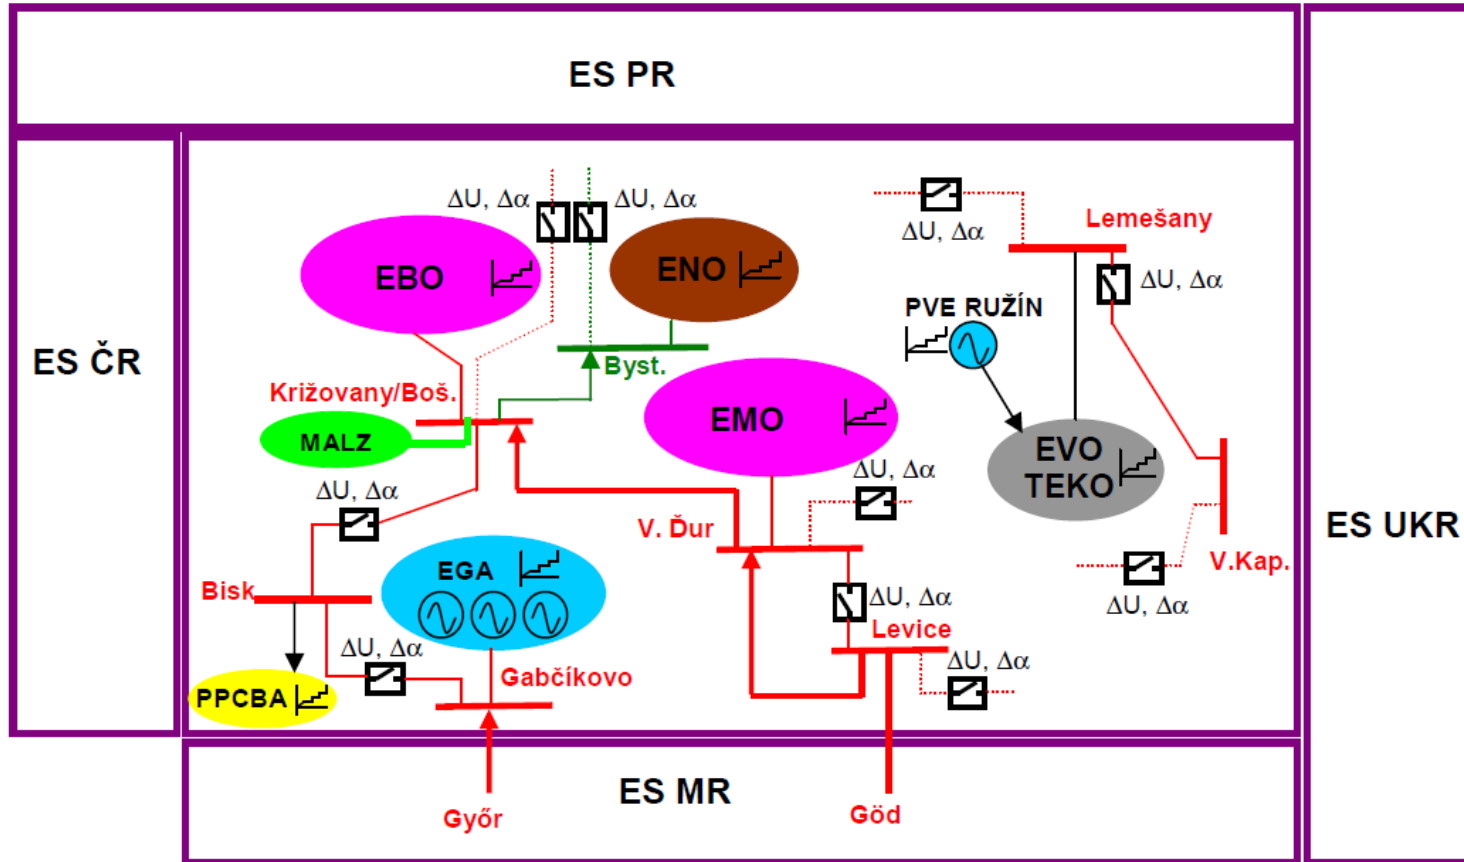 ES PR
ΔU, Δα
ΔU, Δα
ΔU, Δα
Lemešany
EBO
ENO
ΔU, Δα
PVE RUŽÍN
ES ČR
Byst.
Križovany/Boš.
EMO
MALZ
EVO
TEKO
ΔU, Δα
ΔU, Δα
ES UKR
V. Ďur
V.Kap.
EGA
Bisk
ΔU, Δα
ΔU, Δα
Levice
ΔU, Δα
ΔU, Δα
Gabčíkovo
PPCBA
ES MR
Győr
Göd